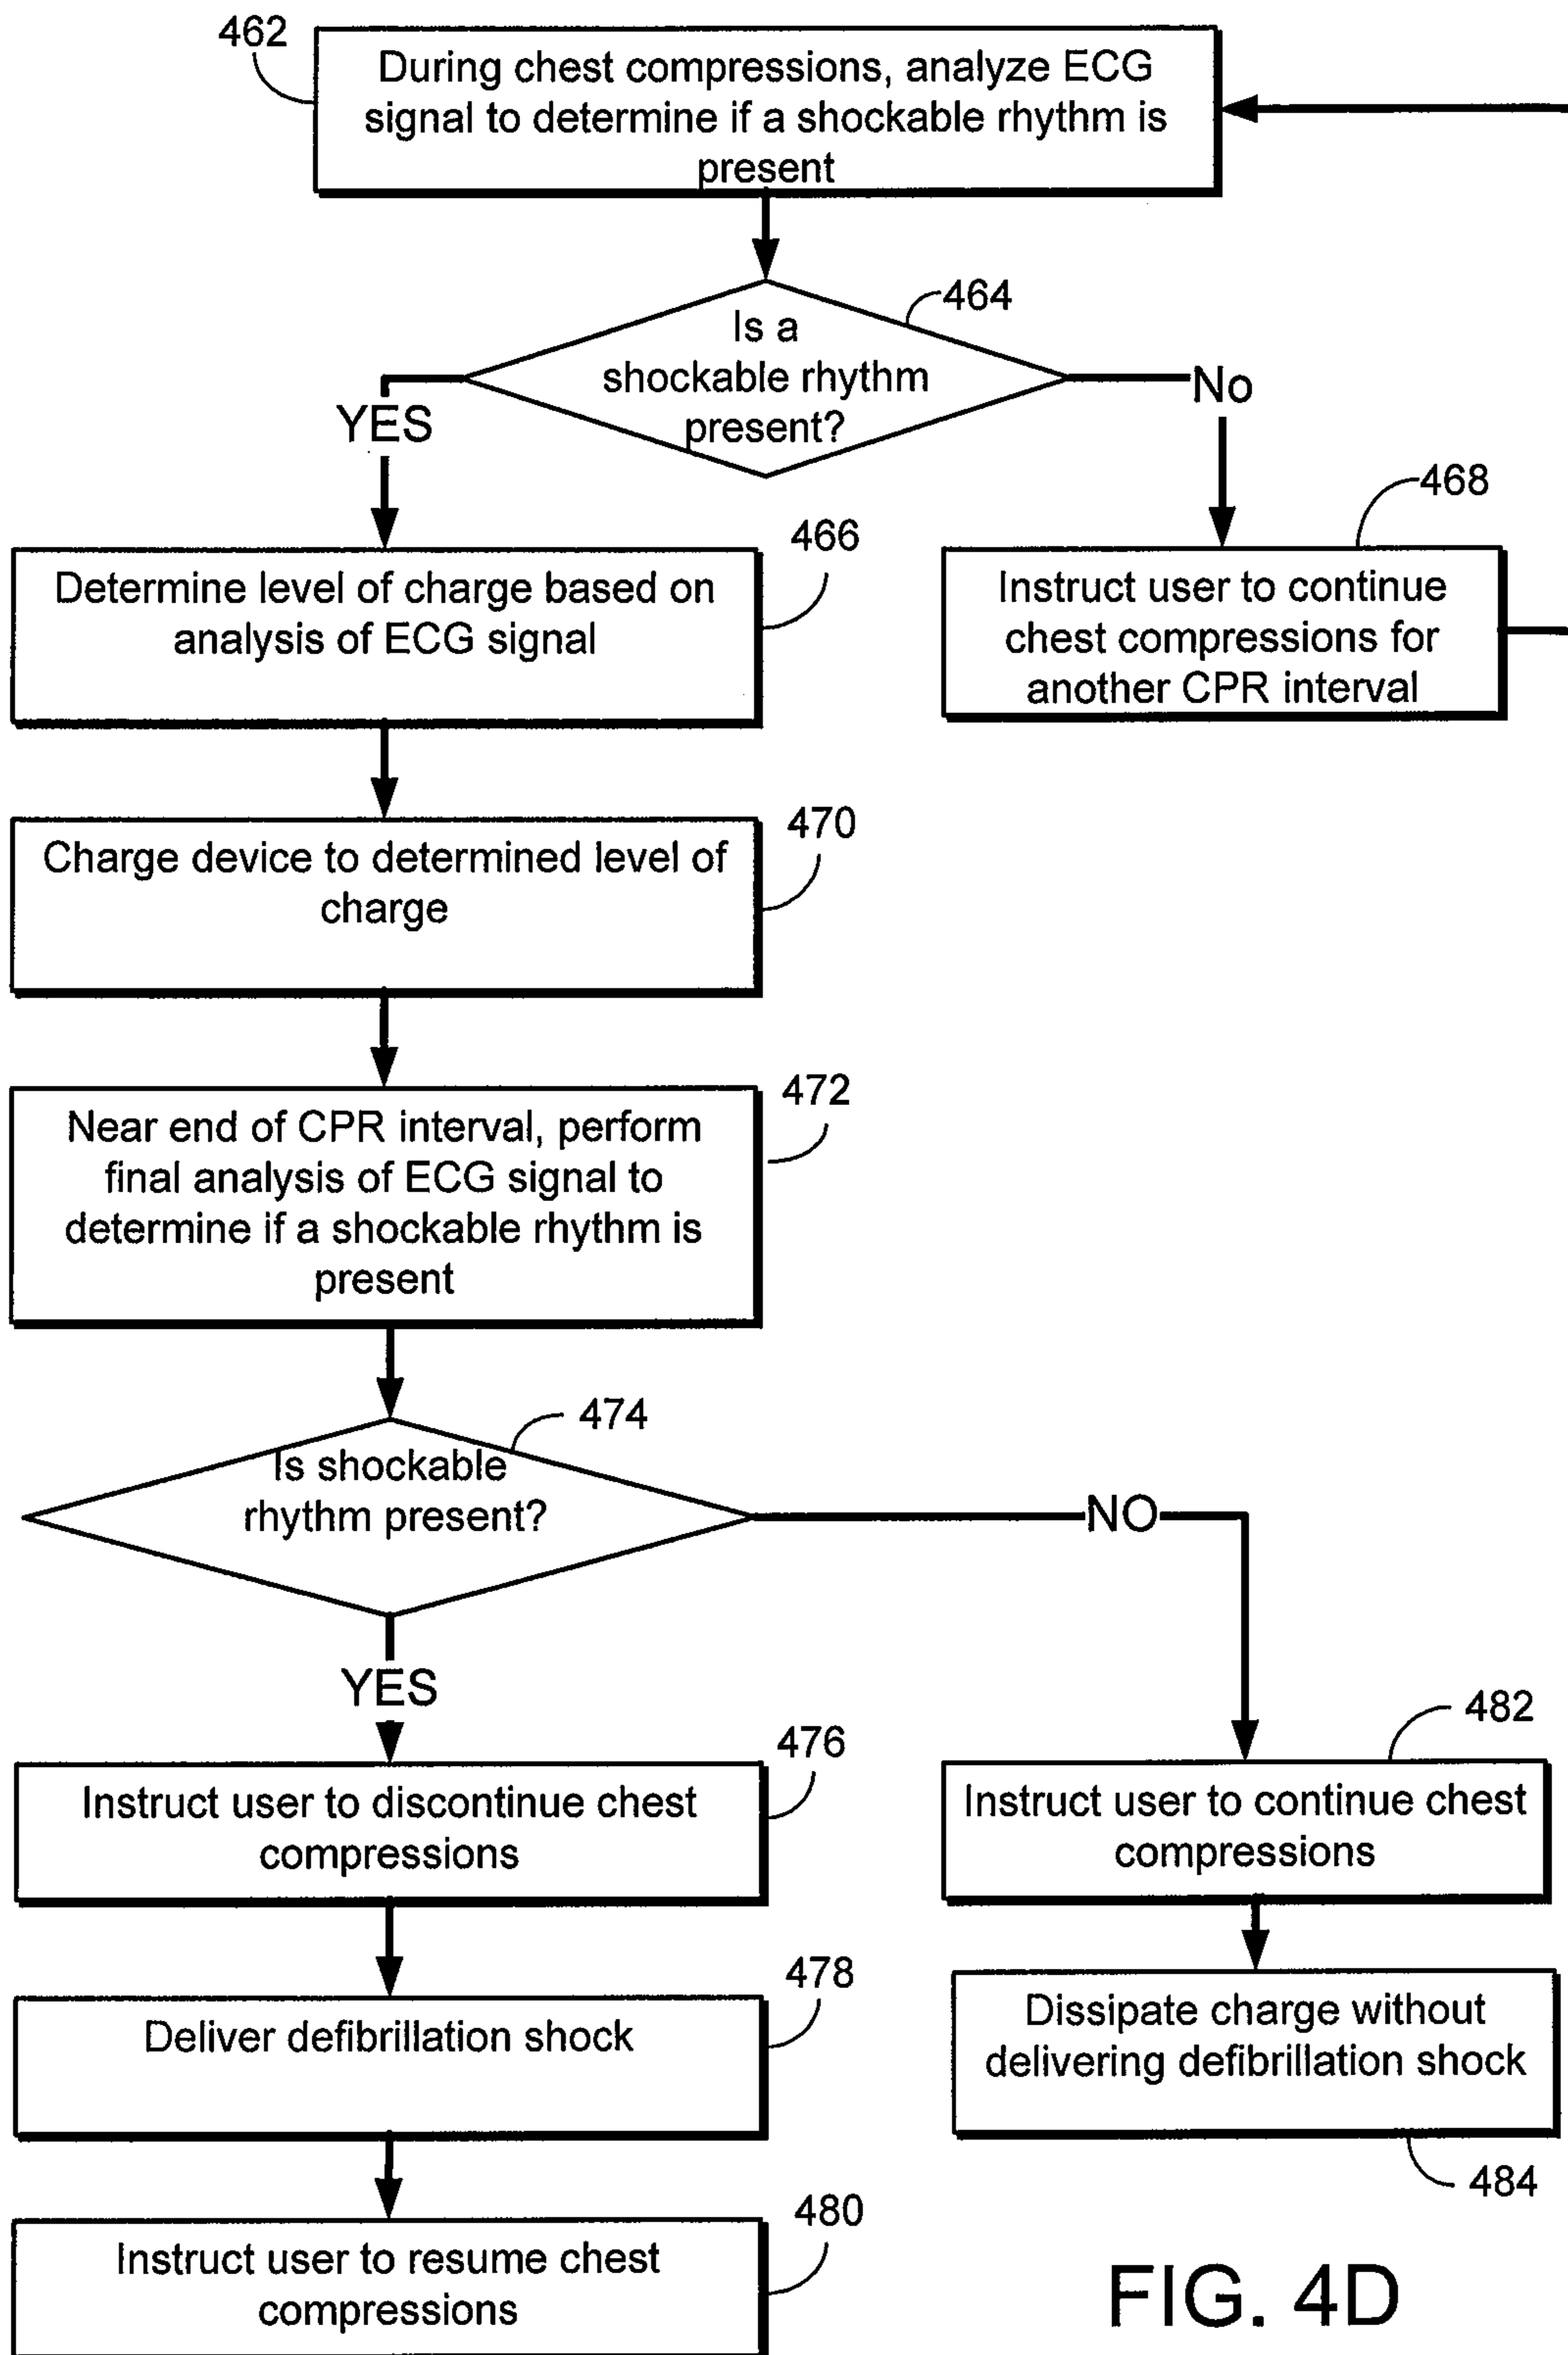 462
During chest compressions, analyze ECG
signal to determine if a shockable rhythm is
present
464
Is a
shockable rhythm
present?
YES
No
466
Determine level of charge based on
analysis of ECG signal
468
Instruct user to continue
chest compressions for
another CPR interval
470
Charge device to determined level of
charge
472
Near end of CPR interval, perform
final analysis of ECG signal to
determine if a shockable rhythm is
present
474
Is shockable
rhythm present?
NO
YES
476
Instruct user to discontinue chest
compressions
482
Instruct user to continue chest
compressions
478
Deliver defibrillation shock
Dissipate charge without
delivering defibrillation shock
484
480
Instruct user to resume chest
compressions
FIG. 4D